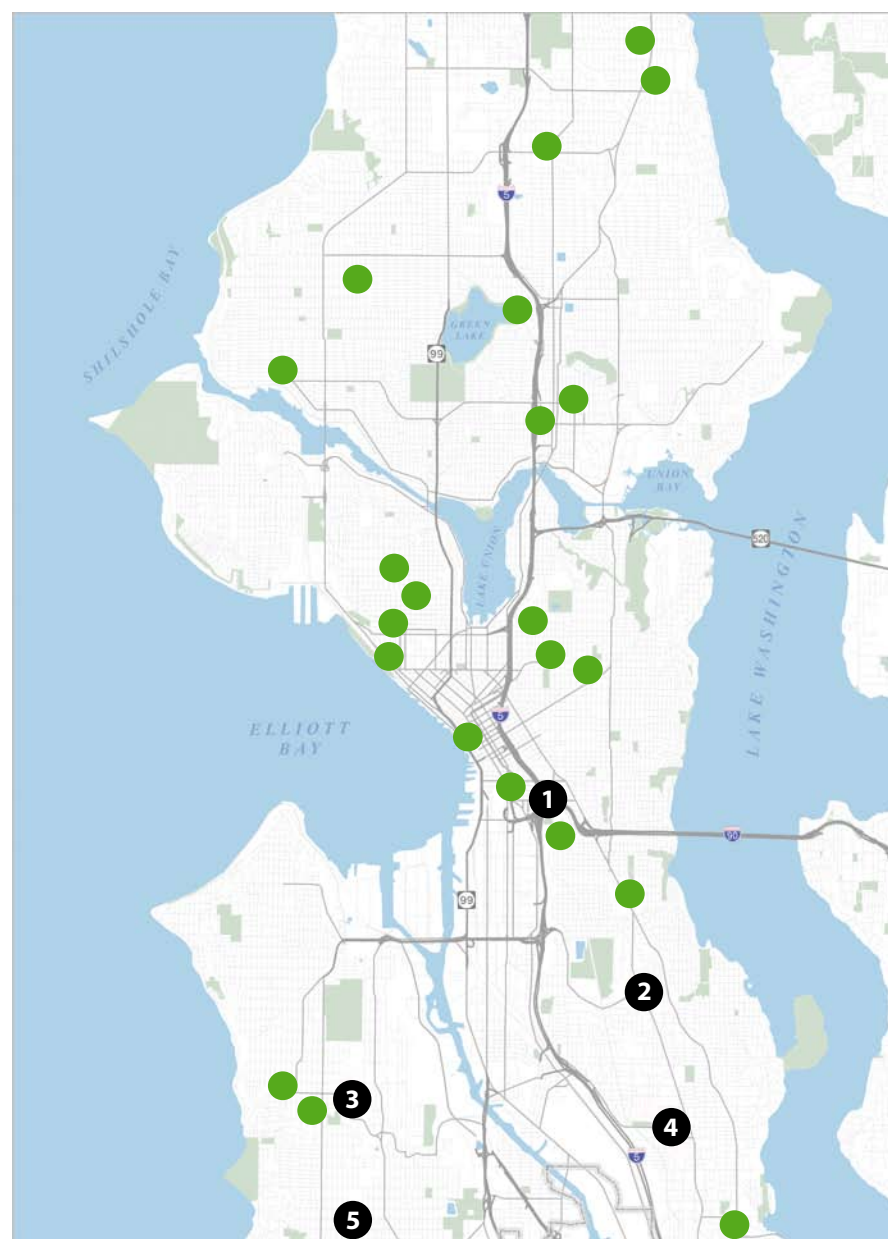 5
SHILSHOLE BAY
GREEN
LAKE
99
UNION
BAY
520
LAKE UNION
LAKE WASHINGTON
5
ELLIOTT
BAY
1
90
99
2
3
4
5
5